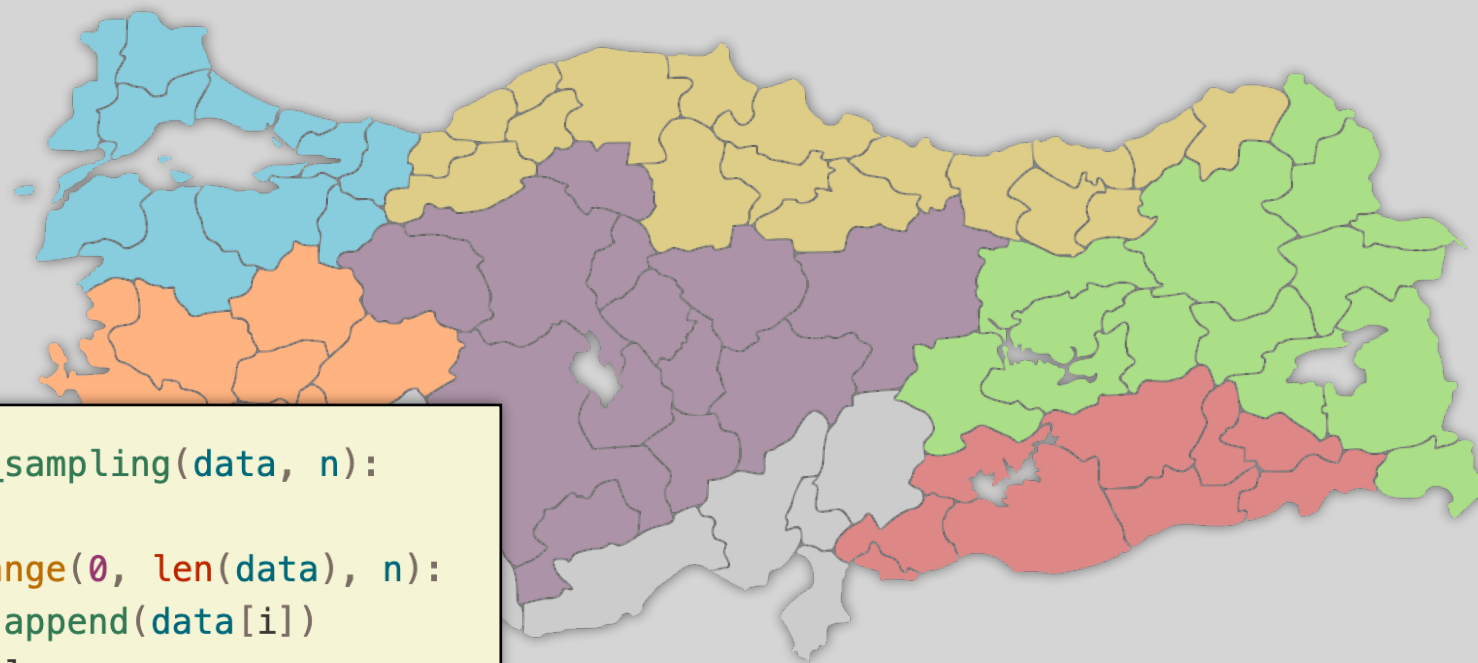 _sampling(data, n):
nge(0, len(data), n):
append(data[i])